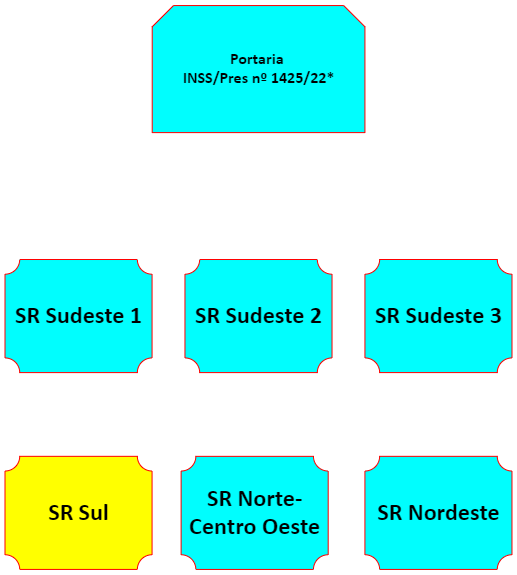 Portaria
INSS/Pres nº 1425/22*
SR Sudeste 1
SR Sudeste 2
SR Sudeste 3
SR Sul
SR Norte-
Centro Oeste
SR Nordeste